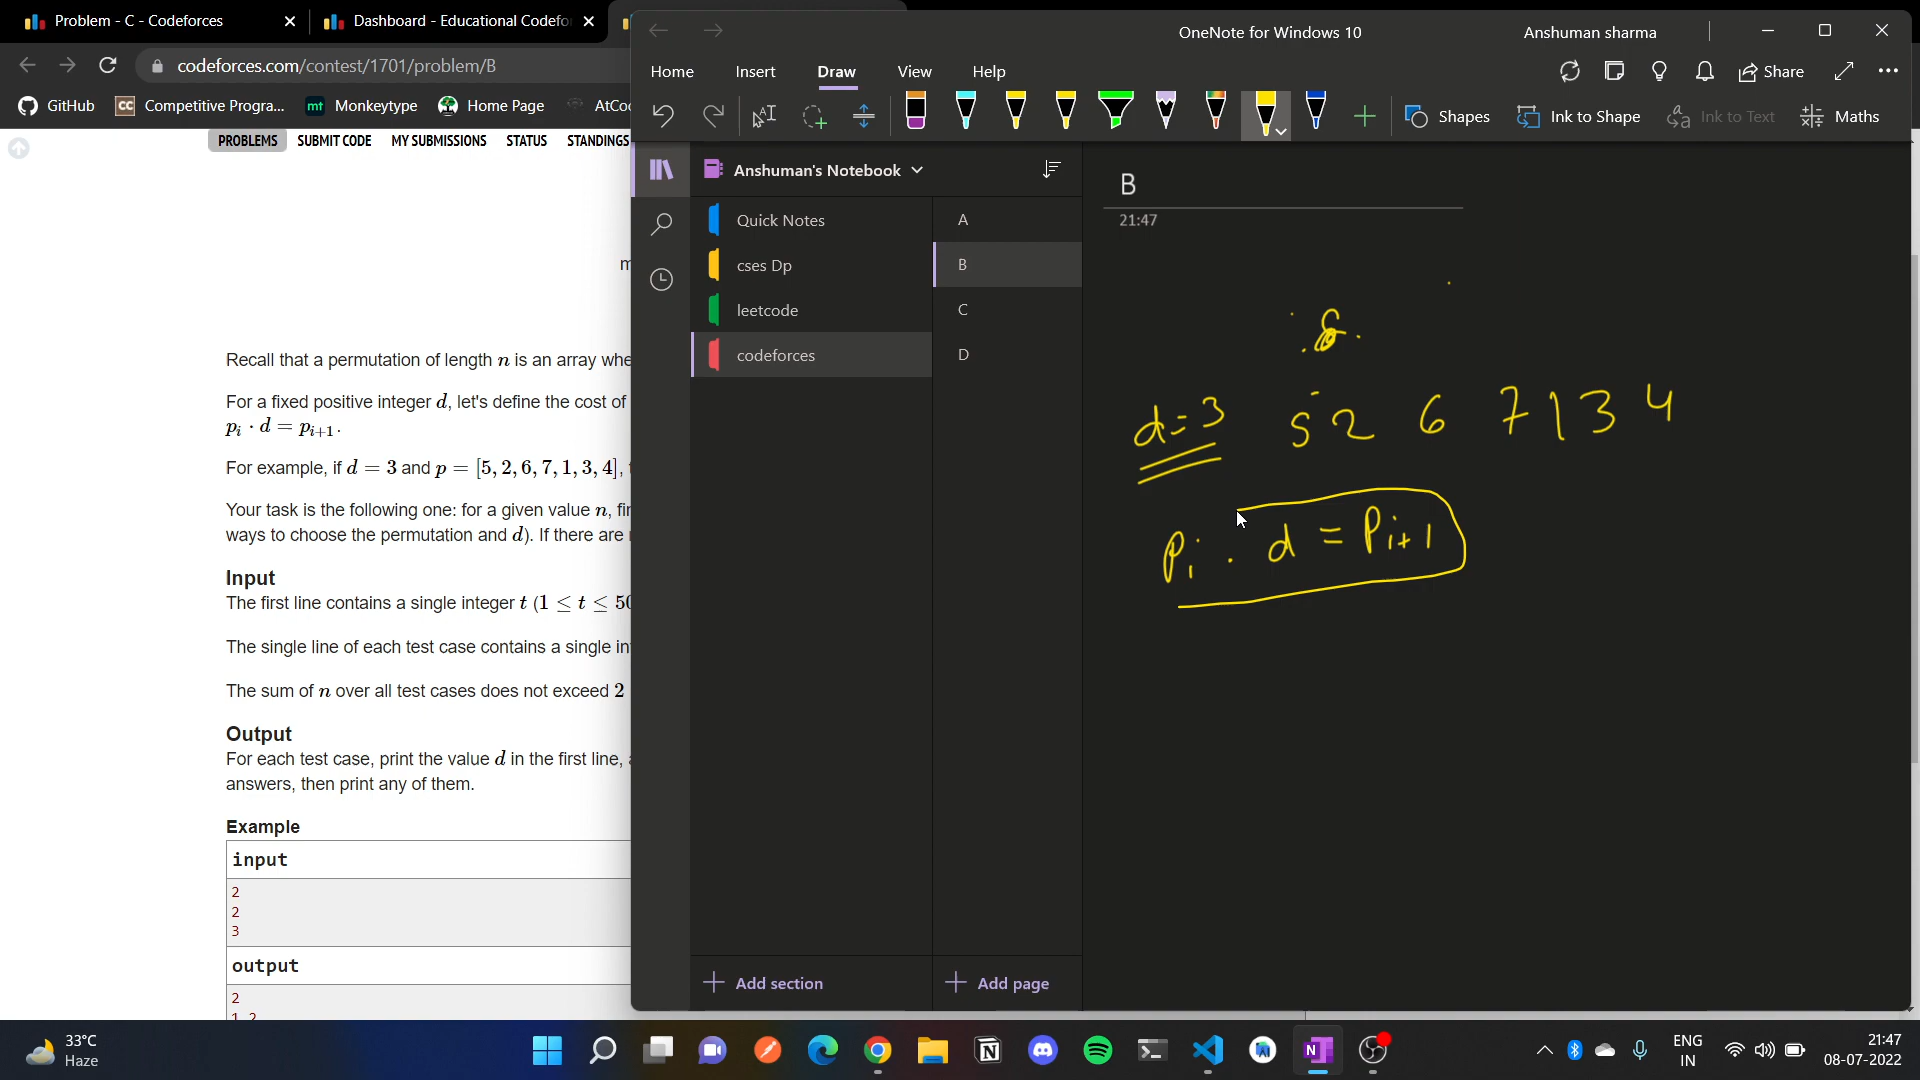 Problem - C - Codeforces
Dashboard - Educational Codefo
OneNote for Windows 10
Anshuman sharma
codeforces.com/contest/1701/problem/B
Home Insert Draw View Help
Share
GitHub
Competitive Progra...
Monkeytype
Home Page
AtCo
Shapes
Ink to Shape
Ink to Text
Maths
PROBLEMS SUBMIT CODE MY SUBMISSIONS STATUS STANDINGS
Anshuman's Notebook
Quick Notes
cses Dp
leetcode
codeforces
A
B
C
D
Add section
Add page
B
21:47
d=3 5 2 6 7 1 3 4
Pi . d = Pi+1
Recall that a permutation of length n is an array whe
For a fixed positive integer d, let's define the cost of
pi · d = pi+1.
For example, if d = 3 and p = [5, 2, 6, 7, 1, 3, 4],
Your task is the following one: for a given value n, fin
ways to choose the permutation and d). If there are
Input
The first line contains a single integer t (1 ≤ t ≤ 50
The single line of each test case contains a single in
The sum of n over all test cases does not exceed 2
Output
For each test case, print the value d in the first line,
answers, then print any of them.
Example
input
2
2
3
output
2
1 2
33°C
Haze
ENG
IN
21:47
08-07-2022